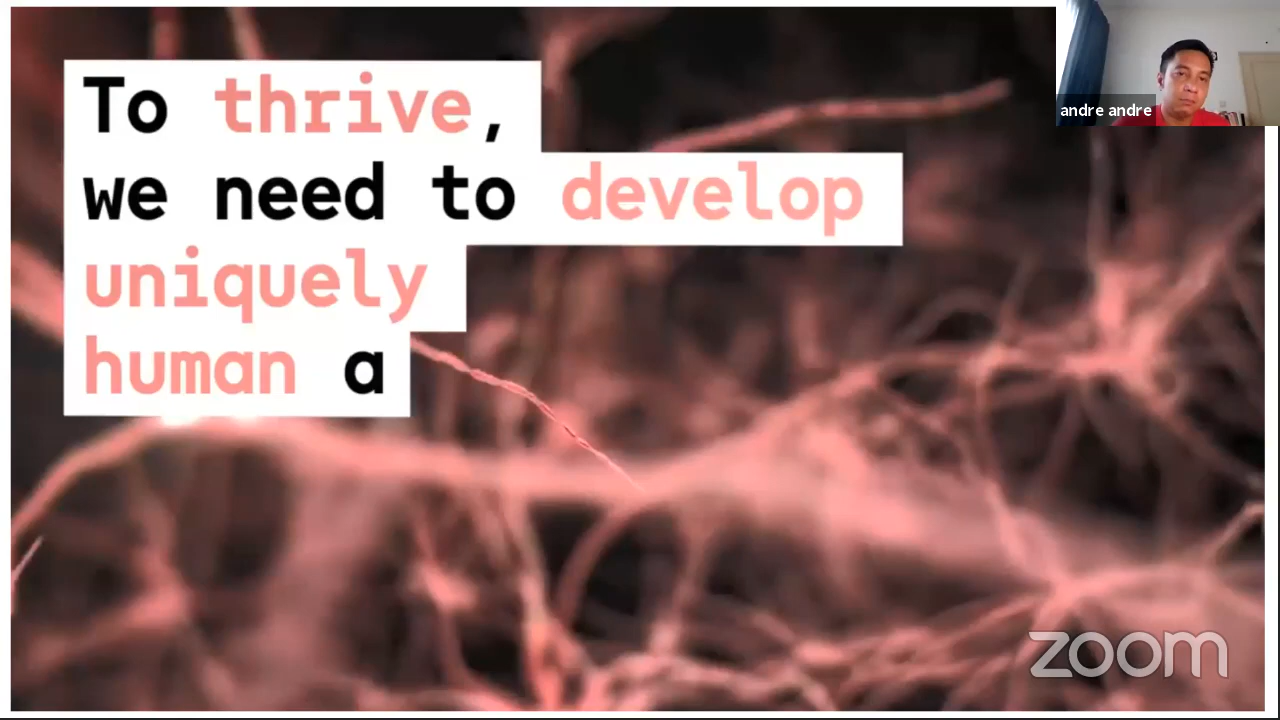 To thrive,
we need to develop
uniquely
human a
andre andre
zoom